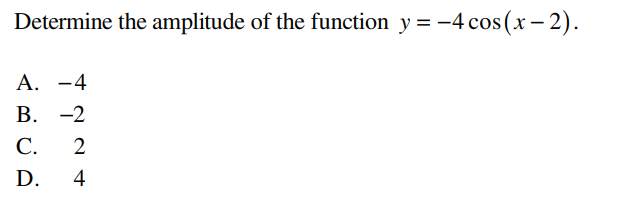 Determine the amplitude of the function y = −4 cos(x − 2).
A. −4
B. −2
C. 2
D. 4